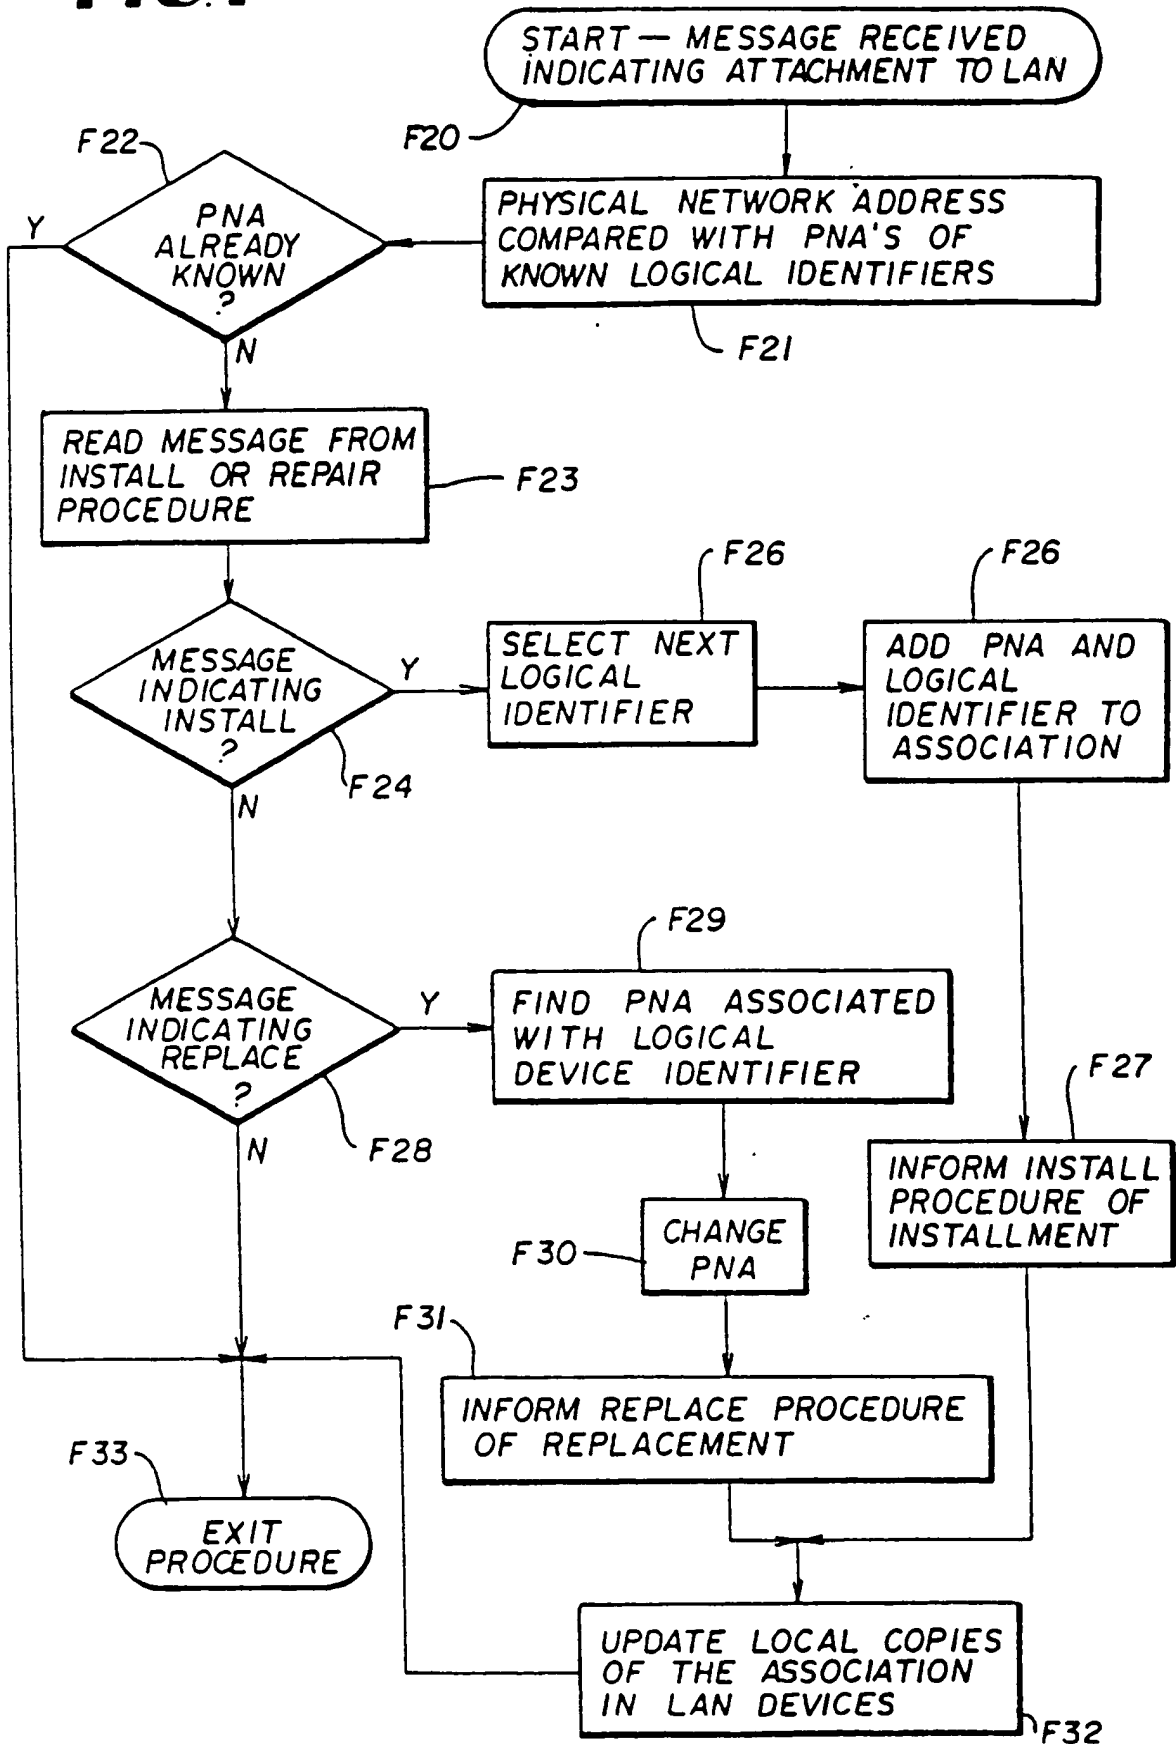 START — MESSAGE RECEIVED
INDICATING ATTACHMENT TO LAN
F20
F22
PHYSICAL NETWORK ADDRESS
COMPARED WITH PNA'S OF
KNOWN LOGICAL IDENTIFIERS
F21
PNA
ALREADY
KNOWN
?
Y
N
READ MESSAGE FROM
INSTALL OR REPAIR
PROCEDURE
F23
MESSAGE
INDICATING
INSTALL
?
Y
F24
N
F26
SELECT NEXT
LOGICAL
IDENTIFIER
F26
ADD PNA AND
LOGICAL
IDENTIFIER TO
ASSOCIATION
MESSAGE
INDICATING
REPLACE
?
Y
F28
N
F29
FIND PNA ASSOCIATED
WITH LOGICAL
DEVICE IDENTIFIER
F27
INFORM INSTALL
PROCEDURE OF
INSTALLMENT
F30
CHANGE
PNA
F31
INFORM REPLACE PROCEDURE
OF REPLACEMENT
F33
EXIT
PROCEDURE
UPDATE LOCAL COPIES
OF THE ASSOCIATION
IN LAN DEVICES
F32